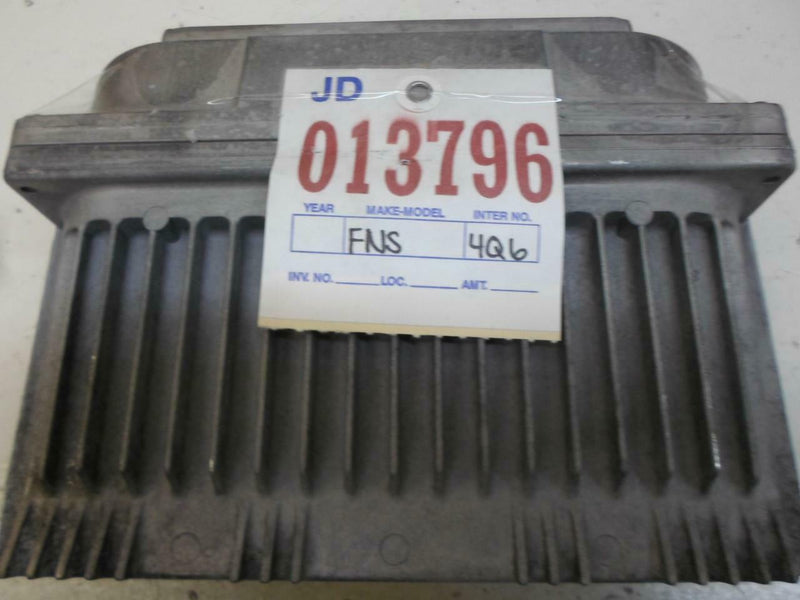 JD
013796
YEAR MAKE-MODEL INTER NO.
FNS 4Q6
INV. NO. LOC. AMT.